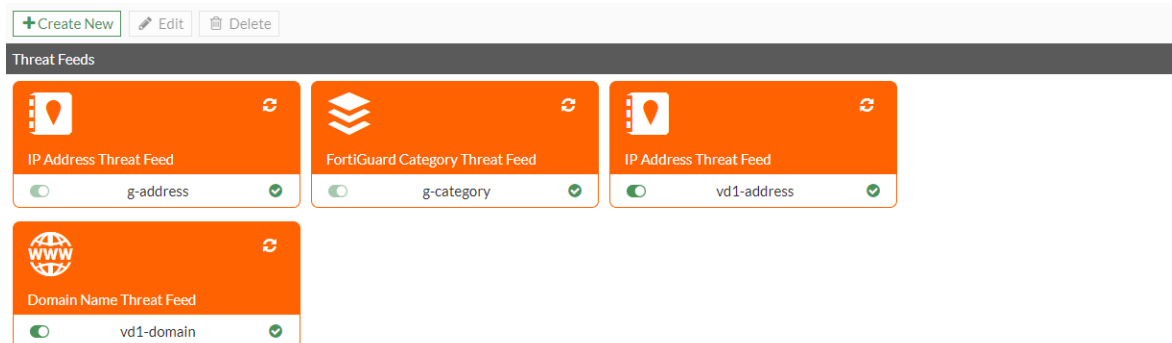 + Create New Edit Delete
Threat Feeds
IP Address Threat Feed
g-address
FortiGuard Category Threat Feed
g-category
IP Address Threat Feed
vd1-address
WWW
Domain Name Threat Feed
vd1-domain